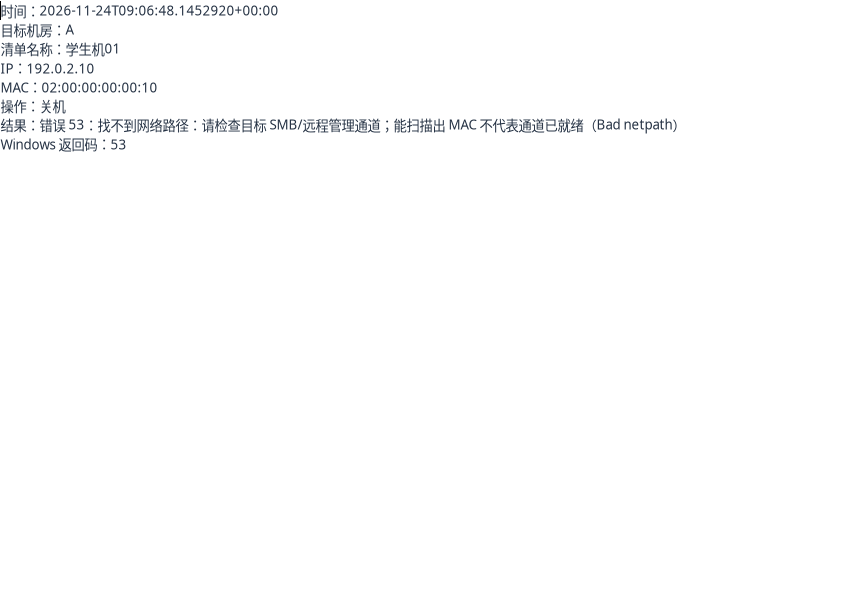 时间：2026-11-24T09:06:48.1452920+00:00
目标机房：A
清单名称：学生机01
IP：192.0.2.10
MAC：02:00:00:00:00:10
操作：关机
结果：错误 53：找不到网络路径：请检查目标 SMB/远程管理通道；能扫描出 MAC 不代表通道已就绪（Bad netpath）
Windows 返回码：53